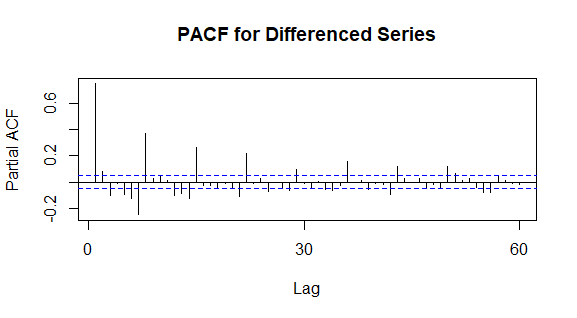 PACF for Differenced Series
Partial ACF
-0.2 0.2 0.6
0 30 60
Lag